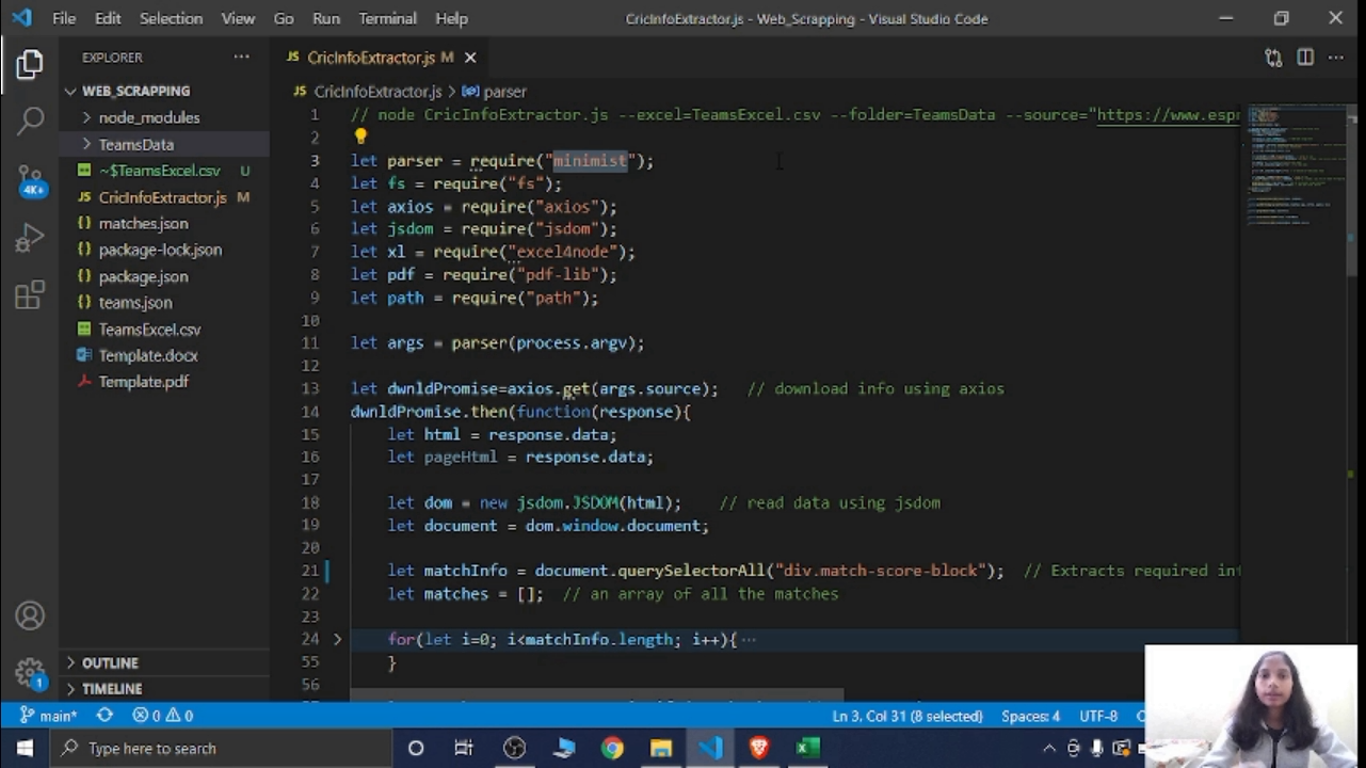 File Edit Selection View Go Run Terminal Help
CricInfoExtractor.js - Web_Scrapping - Visual Studio Code
EXPLORER
JS CricInfoExtractor.js M
WEB_SCRAPPING
JS CricInfoExtractor.js > parser
node_modules
TeamsData
~$TeamsExcel.csv U
JS CricInfoExtractor.js M
{} matches.json
{} package-lock.json
{} package.json
{} teams.json
TeamsExcel.csv
Template.docx
Template.pdf
4K+
1
OUTLINE
TIMELINE
1 // node CricInfoExtractor.js --excel=TeamsExcel.csv --folder=TeamsData --source="https://www.espr
2
3 let parser = require("minimist");
4 let fs = require("fs");
5 let axios = require("axios");
6 let jsdom = require("jsdom");
7 let xl = require("excel4node");
8 let pdf = require("pdf-lib");
9 let path = require("path");
10
11 let args = parser(process.argv);
12
13 let dwnldPromise=axios.get(args.source); // download info using axios
14 dwnldPromise.then(function(response){
15 let html = response.data;
16 let pageHtml = response.data;
17
18 let dom = new jsdom.JSDOM(html); // read data using jsdom
19 let document = dom.window.document;
20
21 let matchInfo = document.querySelectorAll("div.match-score-block"); // Extracts required
22 let matches = []; // an array of all the matches
23
24 for(let i=0; i<matchInfo.length; i++){ ···
55 }
56
main* 0 0
Ln 3, Col 31 (8 selected) Spaces: 4 UTF-8
Type here to search